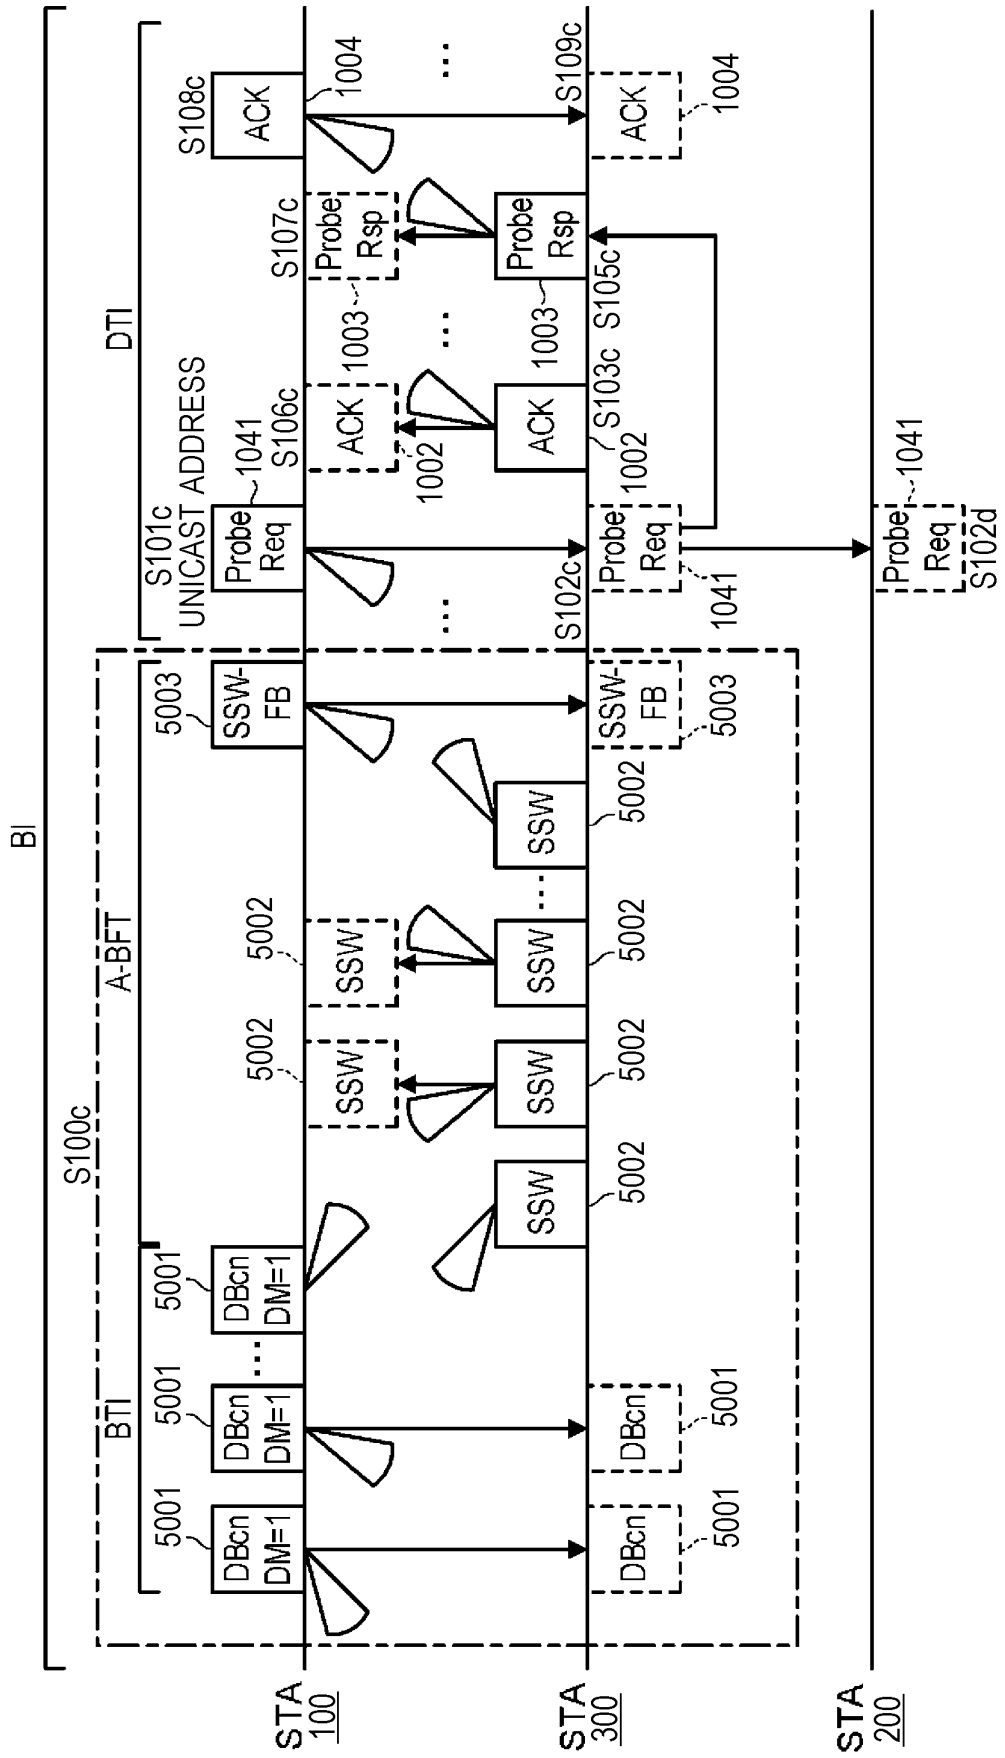 BI
S100c
BTI
A-BFT
DTI
5001
5001
5001
5003
S101c
UNICAST ADDRESS
S108c
DBcn
DM=1
DBcn
DM=1
...
DBcn
DM=1
SSW-
FB
Probe
Req
1041
ACK
1004
STA
100
5002
5002
S106c
S107c
SSW
SSW
ACK
1002
Probe
Rsp
1003
...
...
...
SSW
SSW
SSW
...
SSW
ACK
Probe
Rsp
STA
300
5002
5002
5002
5002
S102c
1002
S103c
1003
S105c
S109c
DBcn
5001
DBcn
5001
SSW-
FB
5003
Probe
Req
1041
ACK
1004
STA
200
Probe
Req
1041
S102d